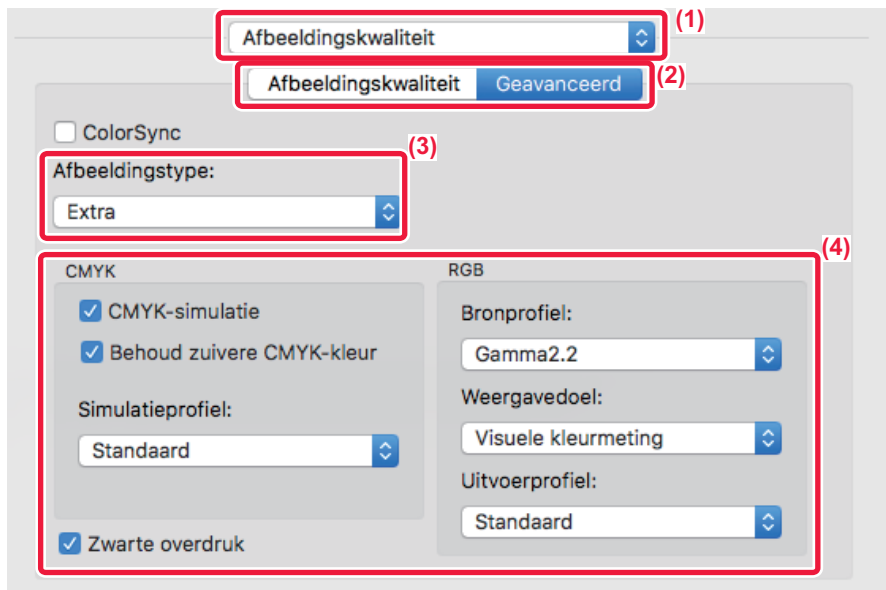 (1)
Afbeeldingskwaliteit
(2)
Afbeeldingskwaliteit Geavanceerd
ColorSync
(3)
Afbeeldingstype:
Extra
(4)
CMYK
CMYK-simulatie
Behoud zuivere CMYK-kleur
Simulatieprofiel:
Standaard
Zwarte overdruk
RGB
Bronprofiel:
Gamma2.2
Weergavedoel:
Visuele kleurmeting
Uitvoerprofiel:
Standaard